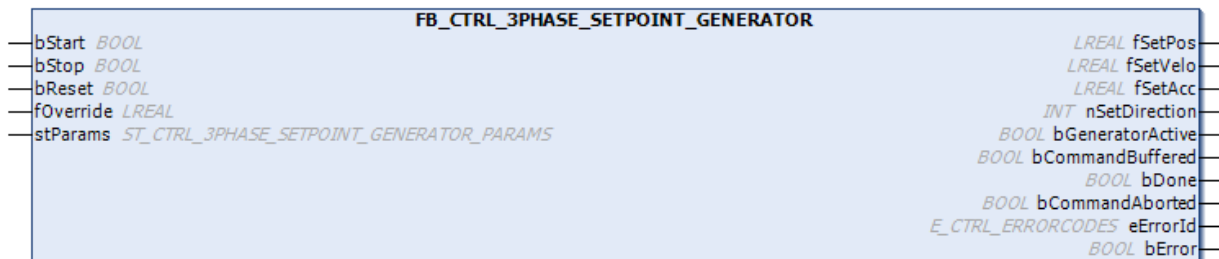 FB_CTRL_3PHASE_SETPOINT_GENERATOR
bStart BOOL
LREAL fSetPos
bStop BOOL
LREAL fSetVelo
bReset BOOL
LREAL fSetAcc
fOverride LREAL
INT nSetDirection
stParams ST_CTRL_3PHASE_SETPOINT_GENERATOR_PARAMS
BOOL bGeneratorActive
BOOL bCommandBuffered
BOOL bDone
BOOL bCommandAborted
E_CTRL_ERRORCODES eErrorId
BOOL bError